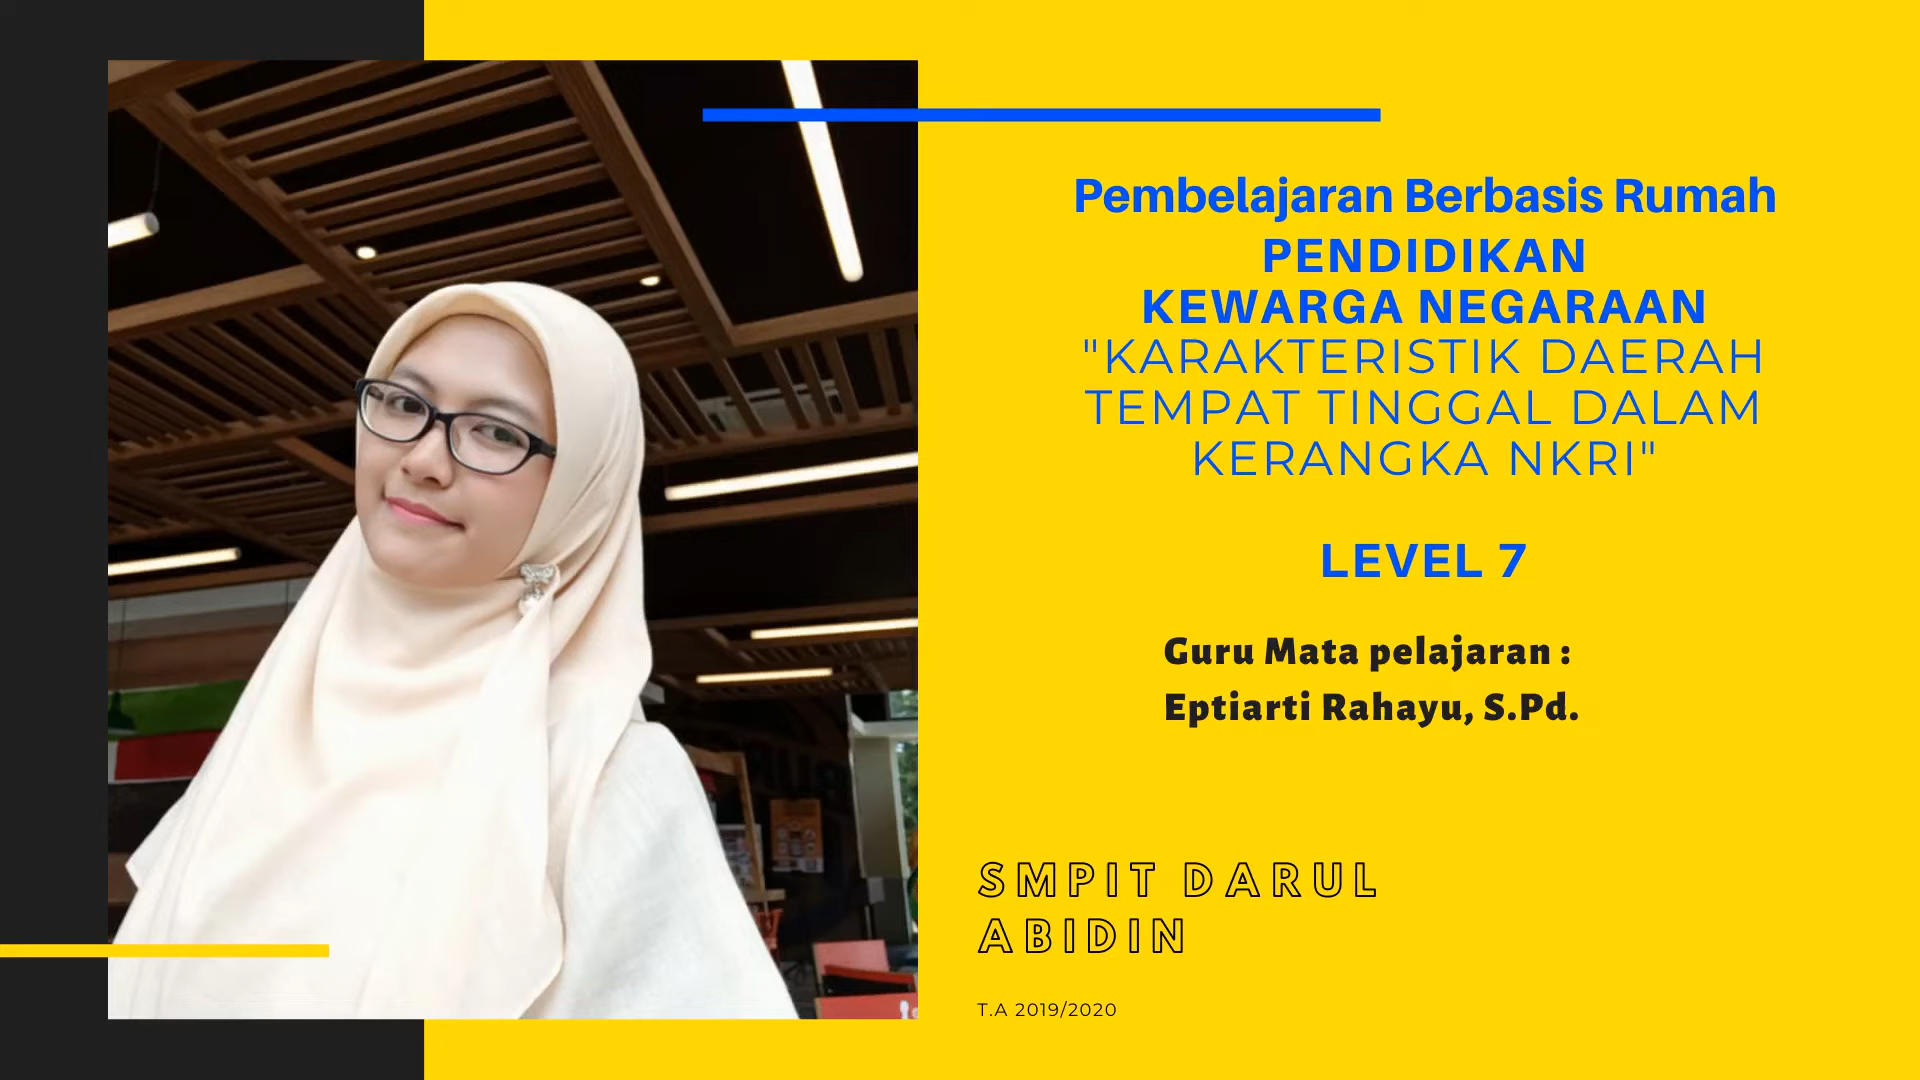 Pembelajaran Berbasis Rumah
PENDIDIKAN
KEWARGA NEGARAAN
"KARAKTERISTIK DAERAH
TEMPAT TINGGAL DALAM
KERANGKA NKRI"
LEVEL 7
Guru Mata pelajaran :
Eptiarti Rahayu, S.Pd.
SMPIT DARUL
ABIDIN
T.A 2019/2020